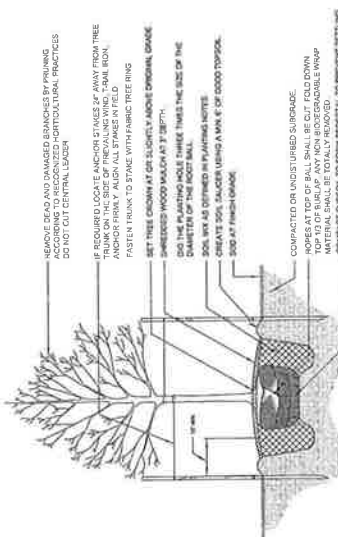 REMOVE DEAD AND DAMAGED BRANCHES BY PRUNING
ACCORDING TO RECOGNIZED HORTICULTURAL PRACTICES
DO NOT CUT CENTRAL LEADER
IF REQUIRED LOCATE ANCHOR STAKES 24" AWAY FROM TREE
TRUNK ON THE SIDE OF PREVAILING WIND, T-RAIL IRON,
ANCHOR FIRMLY. ALIGN ALL STAKES IN FIELD
FASTEN TRUNK TO STAKE WITH FABRIC TREE RING
SET TREE CROWN AT OR SLIGHTLY ABOVE ORIGINAL GRADE
SHREDDED WOOD MULCH AT 3" DEPTH
DIG THE PLANTING HOLE THREE TIMES THE SIZE OF THE
DIAMETER OF THE ROOT BALL
SOIL MIX AS DEFINED IN PLANTING NOTES
CREATE SOIL SAUCER USING A MIN. 6" OF GOOD TOPSOIL
SOD AT FINISH GRADE
COMPACTED OR UNDISTURBED SUBGRADE
ROPES AT TOP OF BALL SHALL BE CUT. FOLD DOWN
TOP 1/3 OF BURLAP. ANY NON-BIODEGRADABLE WRAP
MATERIAL SHALL BE TOTALLY REMOVED